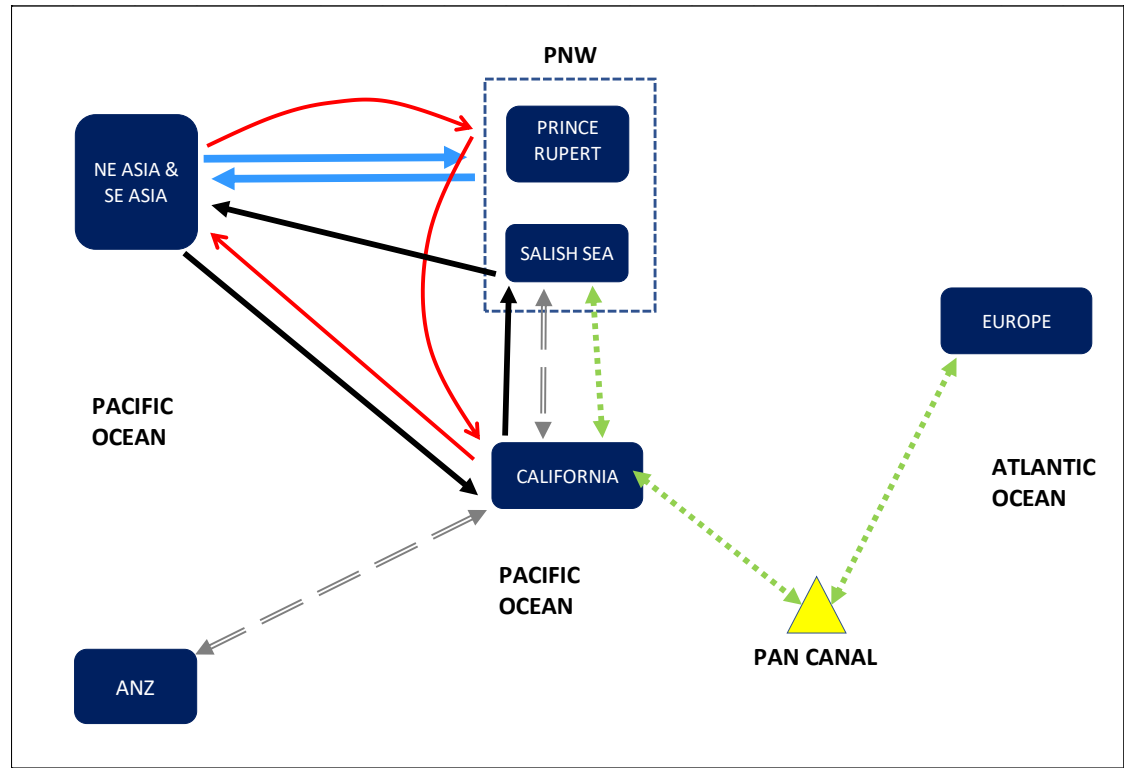 PNW
PRINCE
RUPERT
NE ASIA &
SE ASIA
SALISH SEA
EUROPE
PACIFIC
OCEAN
CALIFORNIA
ATLANTIC
OCEAN
PACIFIC
OCEAN
PAN CANAL
ANZ